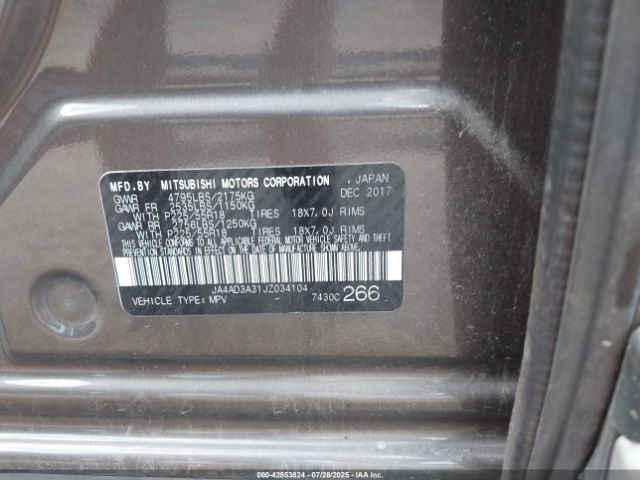 MFD.BY MITSUBISHI MOTORS CORPORATION , JAPAN
GVWR 4795LBS/2175KG DEC 2017
GAWR FR 2535LBS/1150KG
WITH P225/55R18 TIRES 18X7.0J RIMS
GAWR RR 2756LBS/1250KG
WITH P225/55R18 TIRES 18X7.0J RIMS
THIS VEHICLE CONFORMS TO ALL APPLICABLE FEDERAL MOTOR VEHICLE SAFETY AND THEFT
PREVENTION STANDARDS IN EFFECT ON THE DATE OF MANUFACTURE SHOWN ABOVE.
JA4AD3A31JZ034104
VEHICLE TYPE: MPV 7430C 266
000-42853824 (07/28/2025) © IAA Holdings, LLC